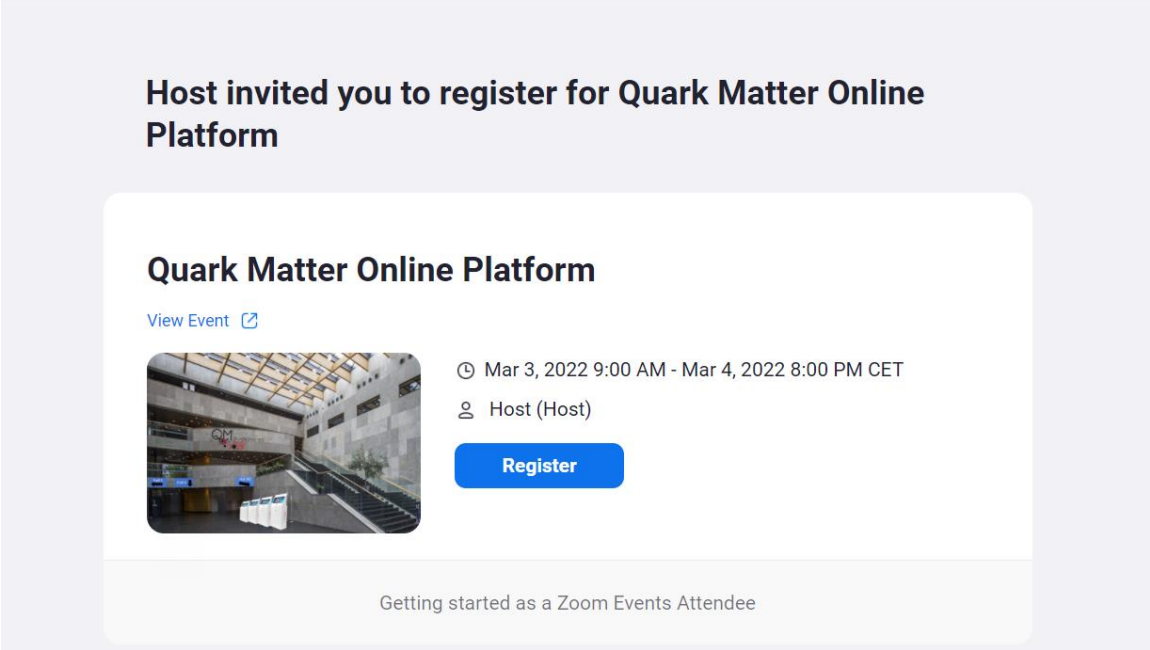 Host invited you to register for Quark Matter Online
Platform
Quark Matter Online Platform
View Event
Mar 3, 2022 9:00 AM - Mar 4, 2022 8:00 PM CET
Host (Host)
QM
Register
Getting started as a Zoom Events Attendee